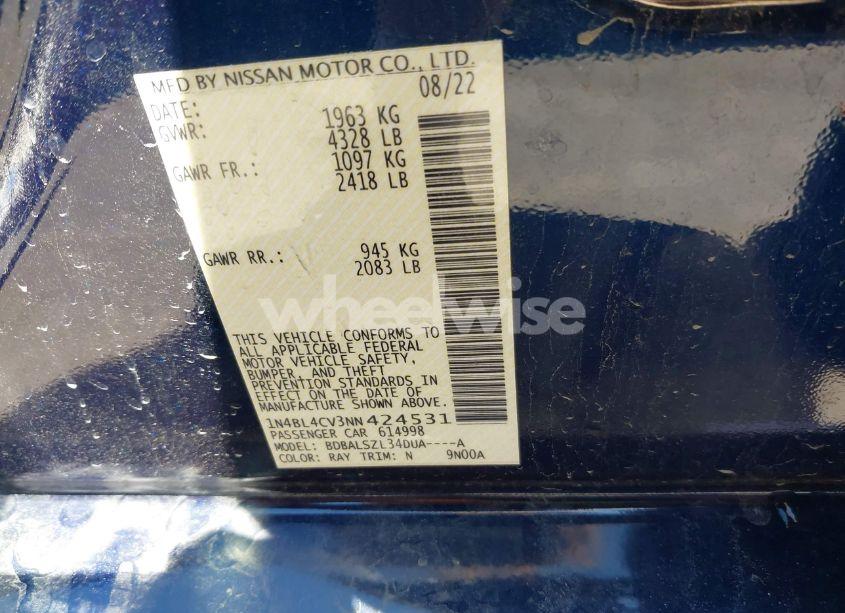 MFD BY NISSAN MOTOR CO., LTD.
DATE: 08/22
GVWR: 1963 KG
4328 LB
GAWR FR.: 1097 KG
2418 LB
GAWR RR.: 945 KG
2083 LB
wheelwise
THIS VEHICLE CONFORMS TO
ALL APPLICABLE FEDERAL
MOTOR VEHICLE SAFETY,
BUMPER, AND THEFT
PREVENTION STANDARDS IN
EFFECT ON THE DATE OF
MANUFACTURE SHOWN ABOVE.
1N4BL4CV3NN424531
PASSENGER CAR 614998
MODEL: BDBALSZL34DUA----A
COLOR: RAY TRIM: N 9N00A